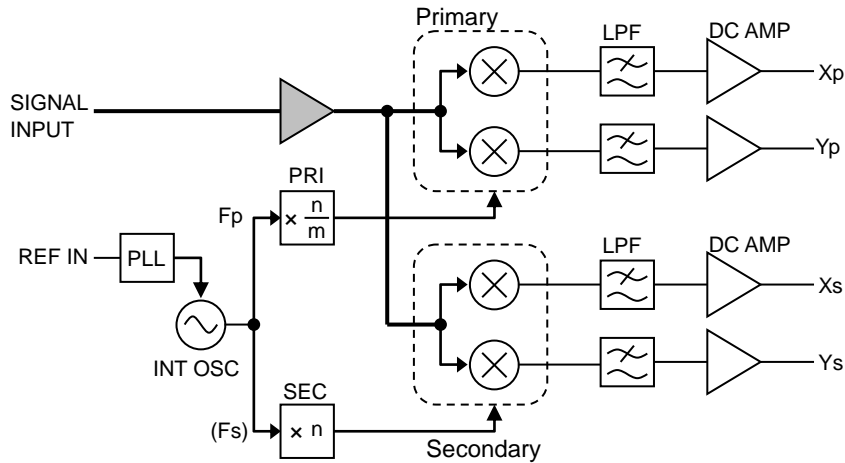 Primary
LPF
DC AMP
Xp
SIGNAL
INPUT
Yp
PRI
Fp
× n
m
LPF
DC AMP
REF IN
PLL
Xs
INT OSC
Ys
SEC
(Fs)
× n
Secondary